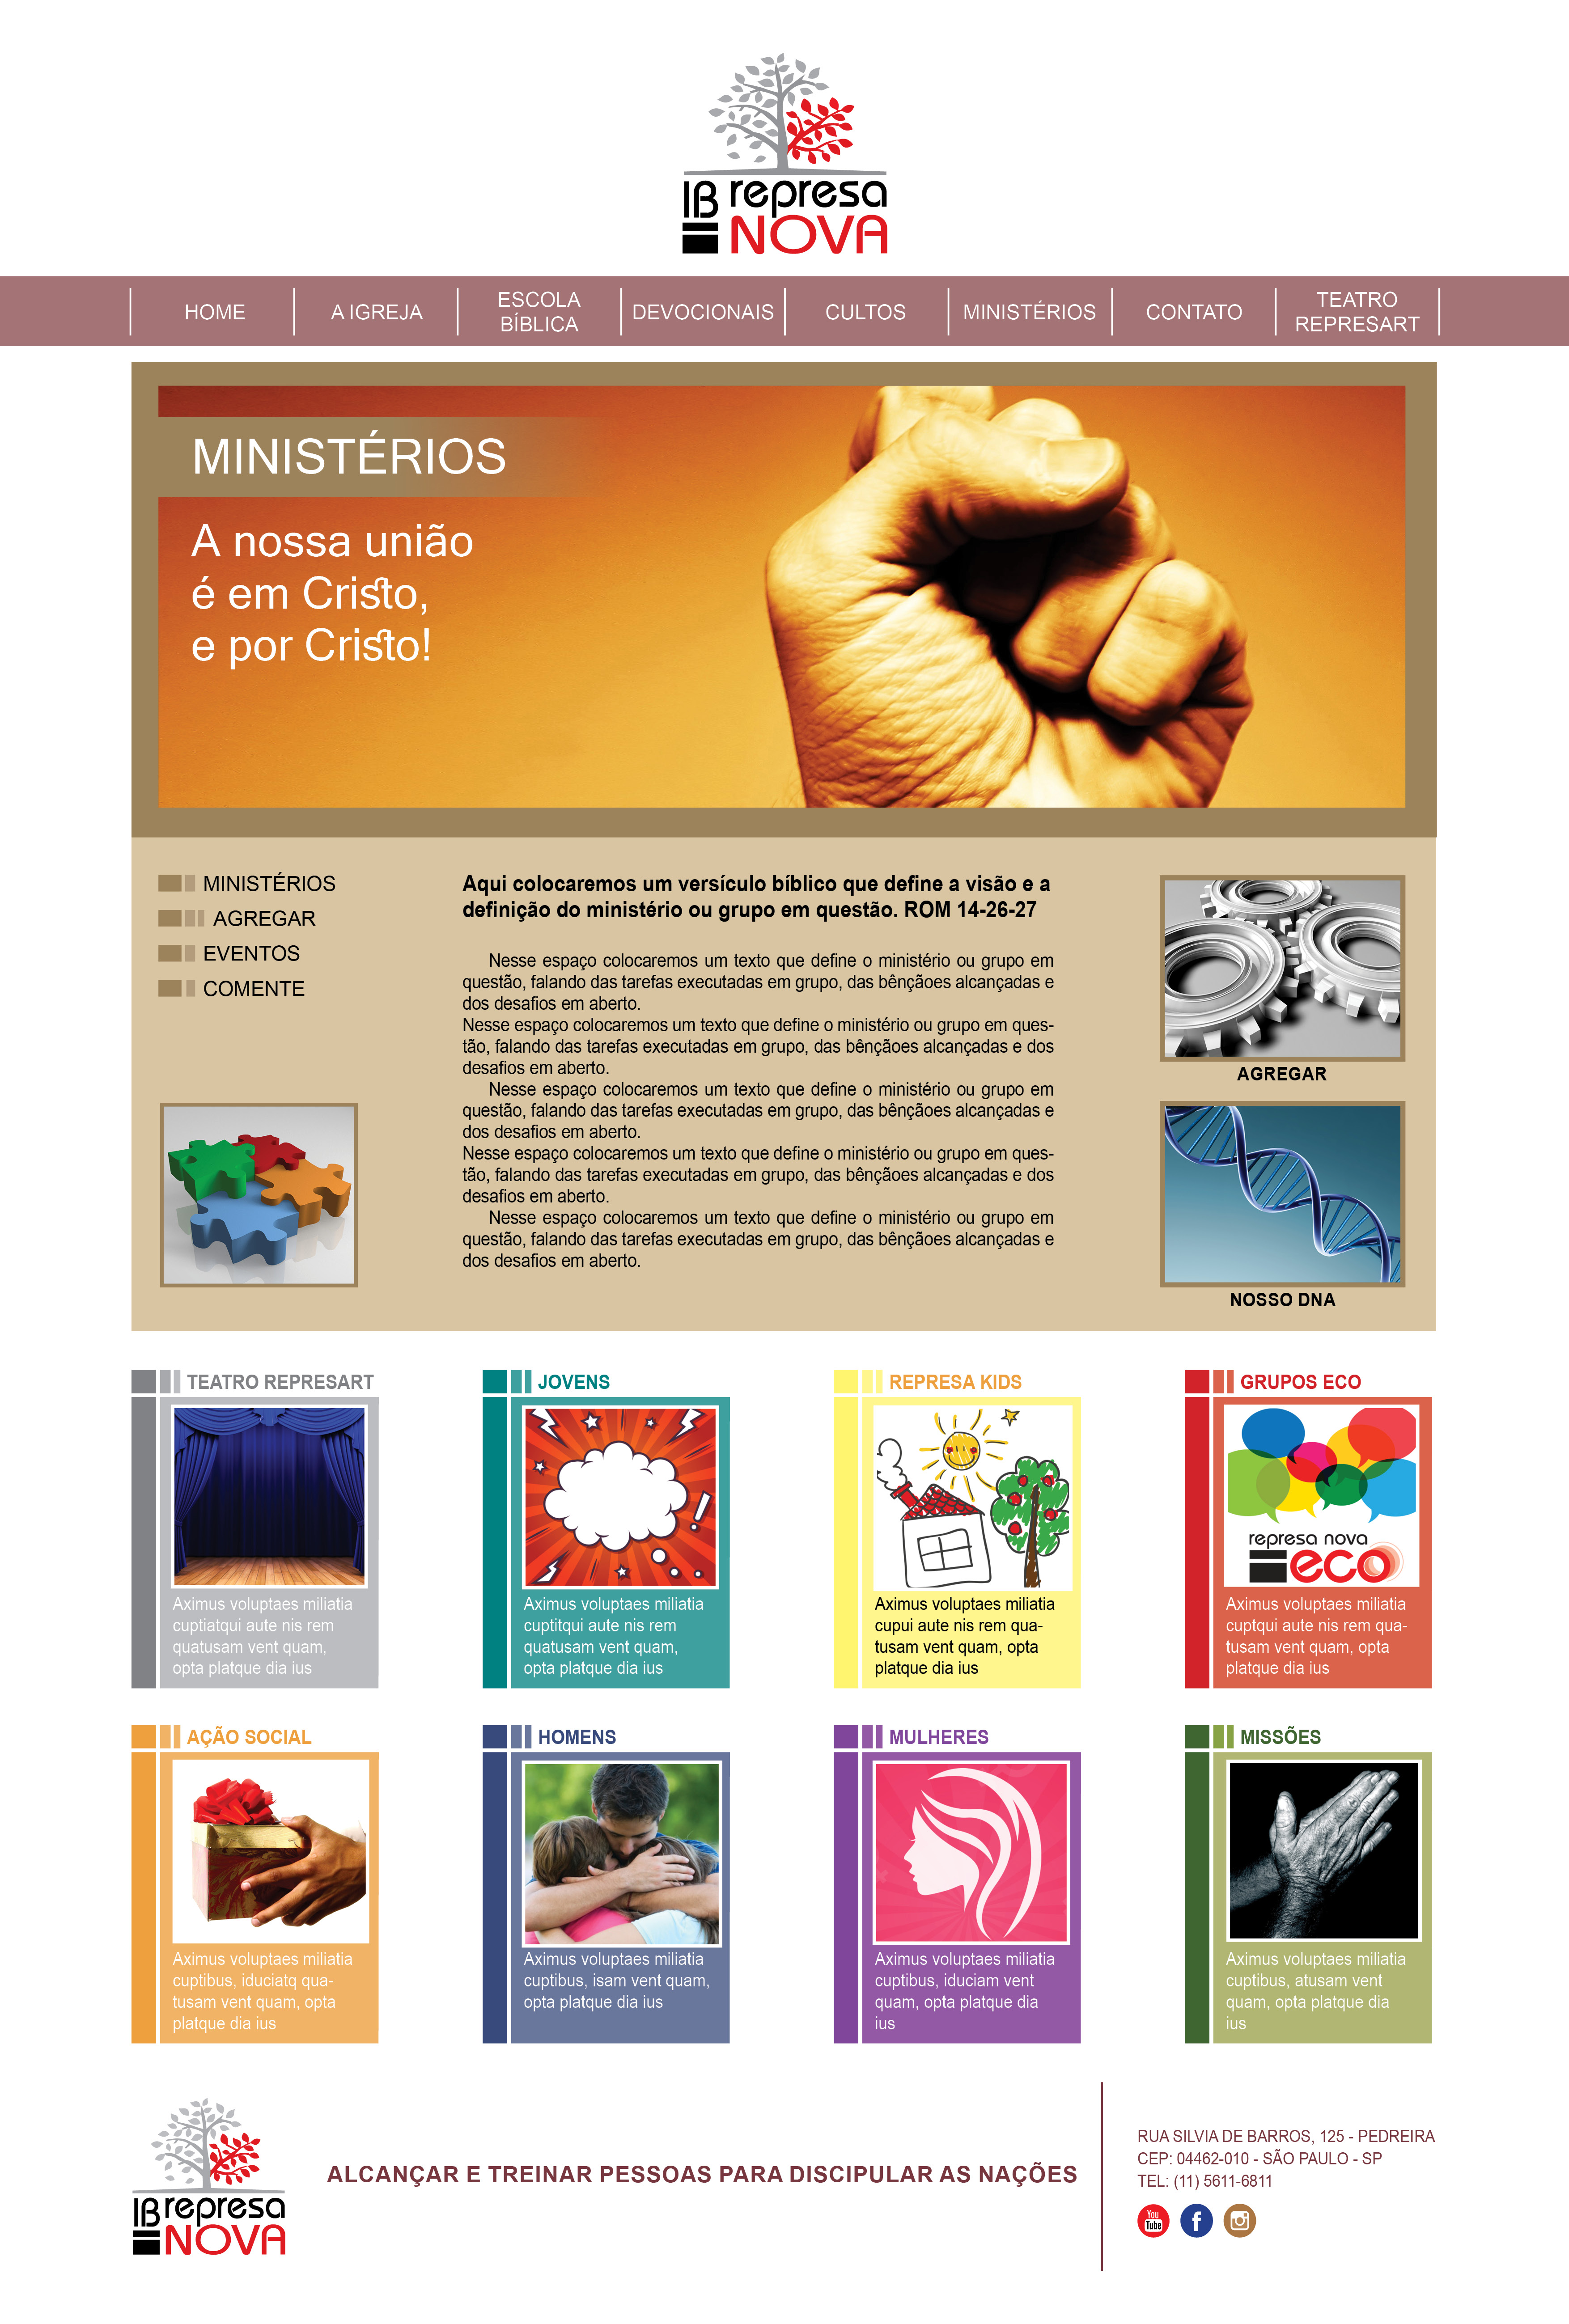 IB represa
NOVA
HOME
A IGREJA
ESCOLA
BÍBLICA
DEVOCIONAIS
CULTOS
MINISTÉRIOS
CONTATO
TEATRO
REPRESART
MINISTÉRIOS
A nossa união
é em Cristo,
e por Cristo!
MINISTÉRIOS
AGREGAR
EVENTOS
COMENTE
Aqui colocaremos um versículo bíblico que define a visão e a
definição do ministério ou grupo em questão. ROM 14-26-27
Nesse espaço colocaremos um texto que define o ministério ou grupo em
questão, falando das tarefas executadas em grupo, das bênçãoes alcançadas e
dos desafios em aberto.
Nesse espaço colocaremos um texto que define o ministério ou grupo em ques-
tão, falando das tarefas executadas em grupo, das bênçãoes alcançadas e dos
desafios em aberto.
Nesse espaço colocaremos um texto que define o ministério ou grupo em
questão, falando das tarefas executadas em grupo, das bênçãoes alcançadas e
dos desafios em aberto.
Nesse espaço colocaremos um texto que define o ministério ou grupo em ques-
tão, falando das tarefas executadas em grupo, das bênçãoes alcançadas e dos
desafios em aberto.
Nesse espaço colocaremos um texto que define o ministério ou grupo em
questão, falando das tarefas executadas em grupo, das bênçãoes alcançadas e
dos desafios em aberto.
AGREGAR
NOSSO DNA
TEATRO REPRESART
Aximus voluptaes miliatia
cuptiatqui aute nis rem
quatusam vent quam,
opta platque dia ius
JOVENS
Aximus voluptaes miliatia
cuptitqui aute nis rem
quatusam vent quam,
opta platque dia ius
REPRESA KIDS
Aximus voluptaes miliatia
cupui aute nis rem qua-
tusam vent quam, opta
platque dia ius
GRUPOS ECO
represa nova
eco
Aximus voluptaes miliatia
cuptqui aute nis rem qua-
tusam vent quam, opta
platque dia ius
AÇÃO SOCIAL
Aximus voluptaes miliatia
cuptibus, iduciatq qua-
tusam vent quam, opta
platque dia ius
HOMENS
Aximus voluptaes miliatia
cuptibus, isam vent quam,
opta platque dia ius
MULHERES
Aximus voluptaes miliatia
cuptibus, iduciam vent
quam, opta platque dia
ius
MISSÕES
Aximus voluptaes miliatia
cuptibus, atusam vent
quam, opta platque dia
ius
IB represa
NOVA
ALCANÇAR E TREINAR PESSOAS PARA DISCIPULAR AS NAÇÕES
RUA SILVIA DE BARROS, 125 - PEDREIRA
CEP: 04462-010 - SÃO PAULO - SP
TEL: (11) 5611-6811
You
Tube
f